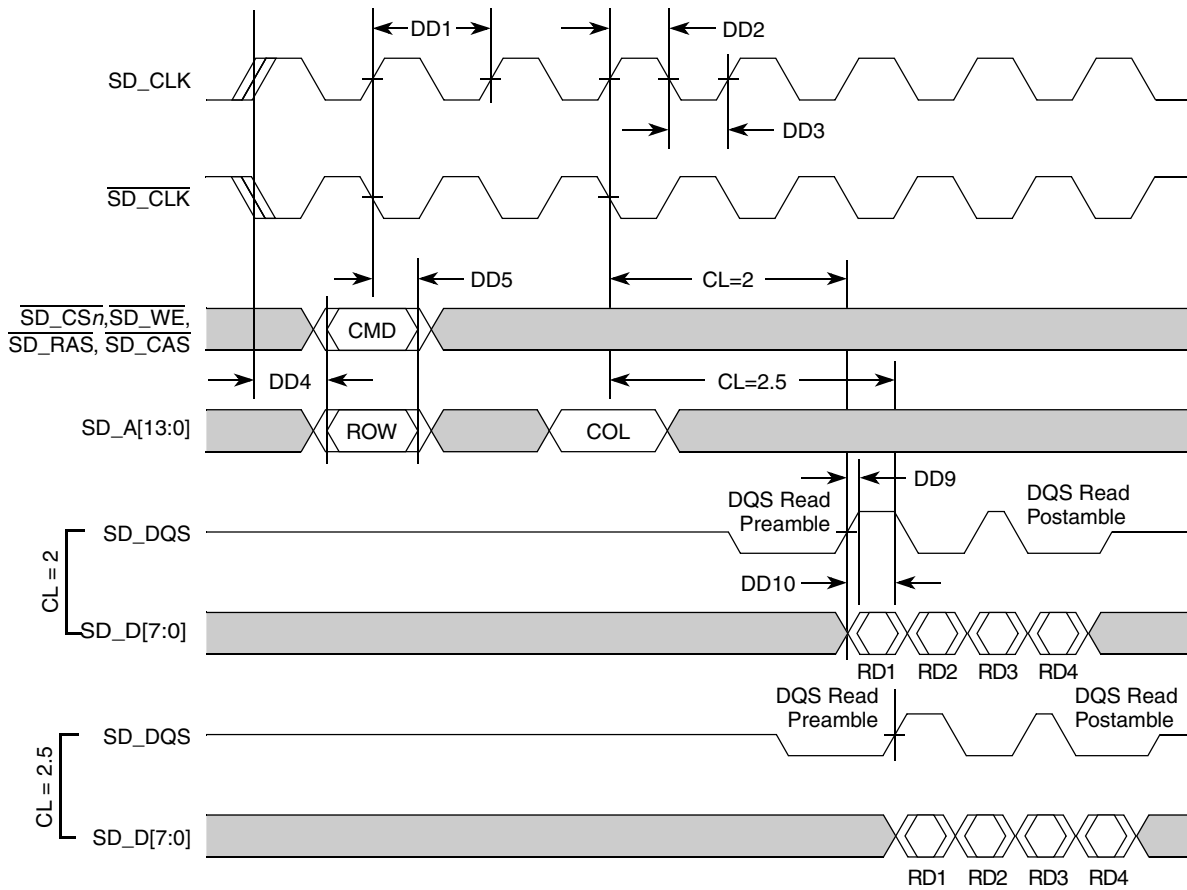 DD1
DD2
SD_CLK
DD3
SD_CLK
DD5
CL=2
SD_CSn,SD_WE,
SD_RAS, SD_CAS
CMD
DD4
CL=2.5
SD_A[13:0]
ROW
COL
DD9
DQS Read
Preamble
DQS Read
Postamble
SD_DQS
CL = 2
DD10
SD_D[7:0]
RD1 RD2 RD3 RD4
DQS Read
Preamble
DQS Read
Postamble
SD_DQS
CL = 2.5
SD_D[7:0]
RD1 RD2 RD3 RD4